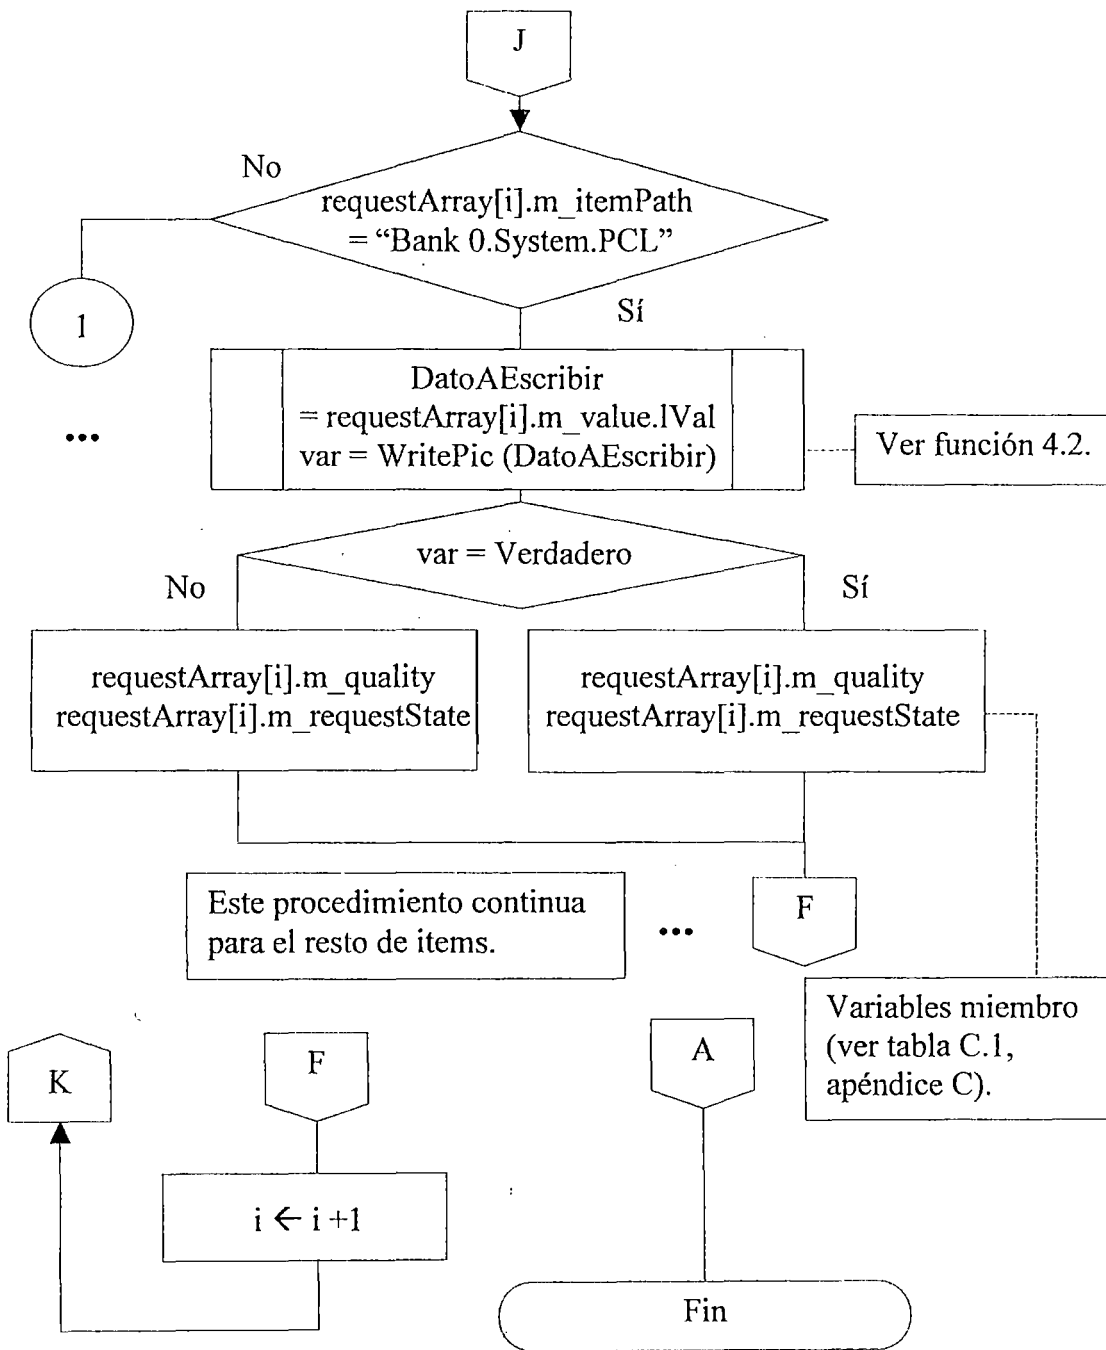 J
No
requestArray[i].m_itemPath
= “Bank 0.System.PCL”
1
Sí
...
DatoAEscribir
= requestArray[i].m_value.lVal
var = WritePic (DatoAEscribir)
Ver función 4.2.
var = Verdadero
No
Sí
requestArray[i].m_quality
requestArray[i].m_requestState
requestArray[i].m_quality
requestArray[i].m_requestState
Este procedimiento continua
para el resto de items.
...
F
Variables miembro
(ver tabla C.1,
apéndice C).
K
F
A
i ← i +1
Fin